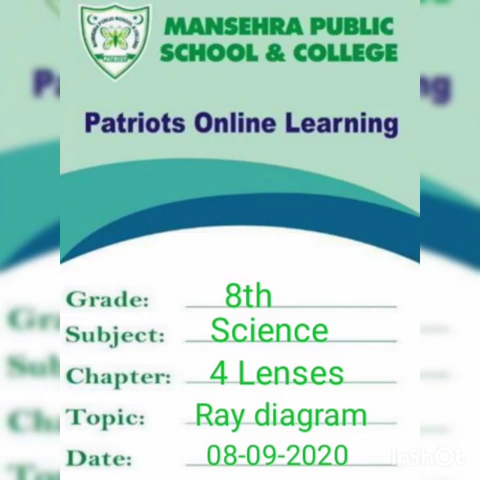 MANSEHRA PUBLIC
SCHOOL & COLLEGE
Patriots Online Learning
Grade: 8th
Subject: Science
Chapter: 4 Lenses
Topic: Ray diagram
Date: 08-09-2020
InShOt